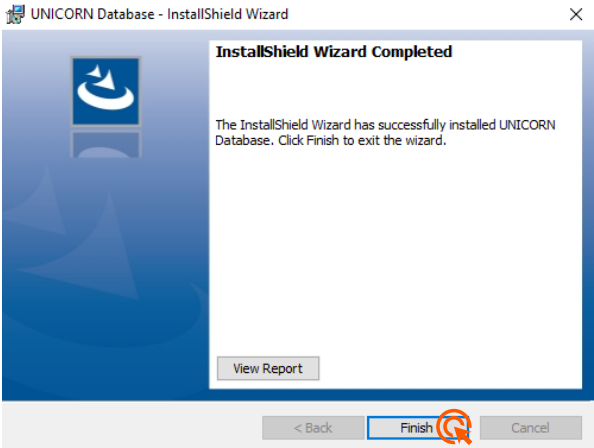 UNICORN Database - InstallShield Wizard
InstallShield Wizard Completed
The InstallShield Wizard has successfully installed UNICORN
Database. Click Finish to exit the wizard.
View Report
< Back
Finish
Cancel